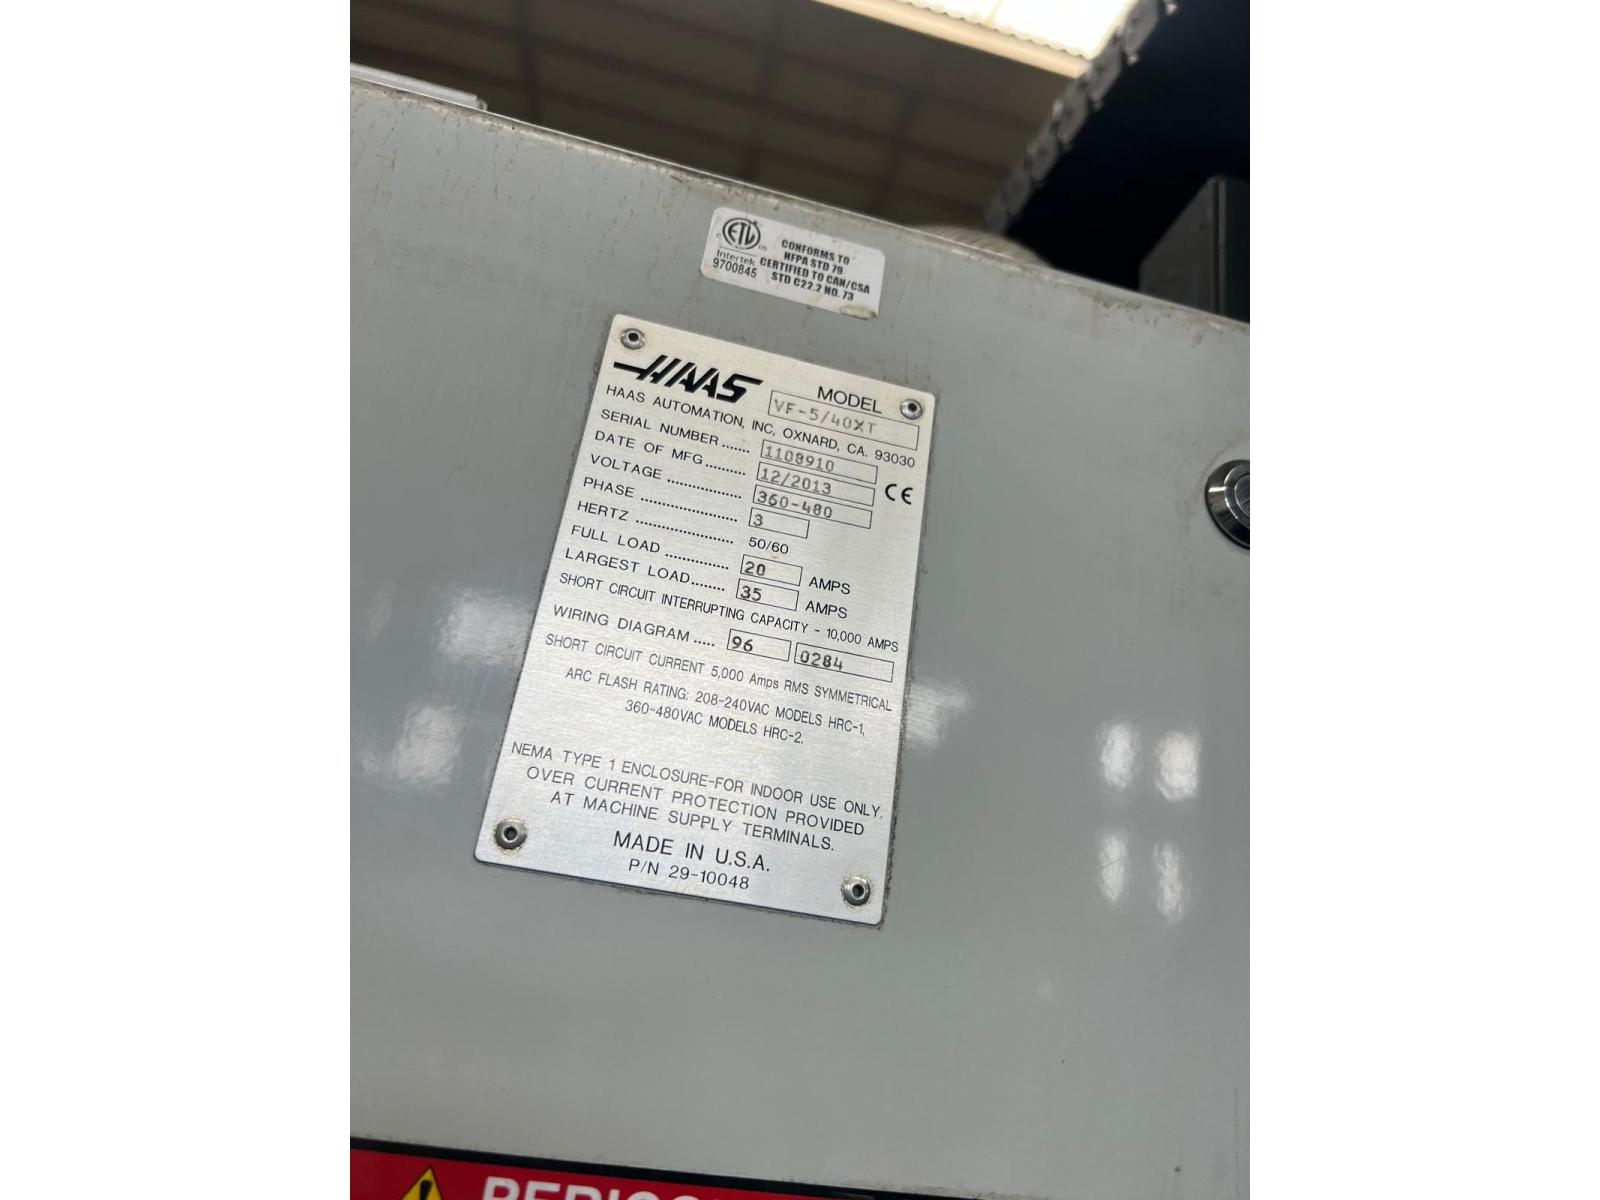 ETL
C US
Intertek
9700845
CONFORMS TO
NFPA STD 79
CERTIFIED TO CAN/CSA
STD C22.2 NO. 73
HAAS
MODEL
VF-5/40XT
HAAS AUTOMATION, INC, OXNARD, CA. 93030
SERIAL NUMBER ....... 1108910
DATE OF MFG.......... 12/2013
CE
VOLTAGE .................. 360-480
PHASE ....................... 3
HERTZ ....................... 50/60
FULL LOAD ............... 20 AMPS
LARGEST LOAD........ 35 AMPS
SHORT CIRCUIT INTERRUPTING CAPACITY - 10,000 AMPS
WIRING DIAGRAM ..... 96 0284
SHORT CIRCUIT CURRENT 5,000 Amps RMS SYMMETRICAL
ARC FLASH RATING: 208-240VAC MODELS HRC-1,
360-480VAC MODELS HRC-2.
NEMA TYPE 1 ENCLOSURE-FOR INDOOR USE ONLY.
OVER CURRENT PROTECTION PROVIDED
AT MACHINE SUPPLY TERMINALS.
MADE IN U.S.A.
P/N 29-10048